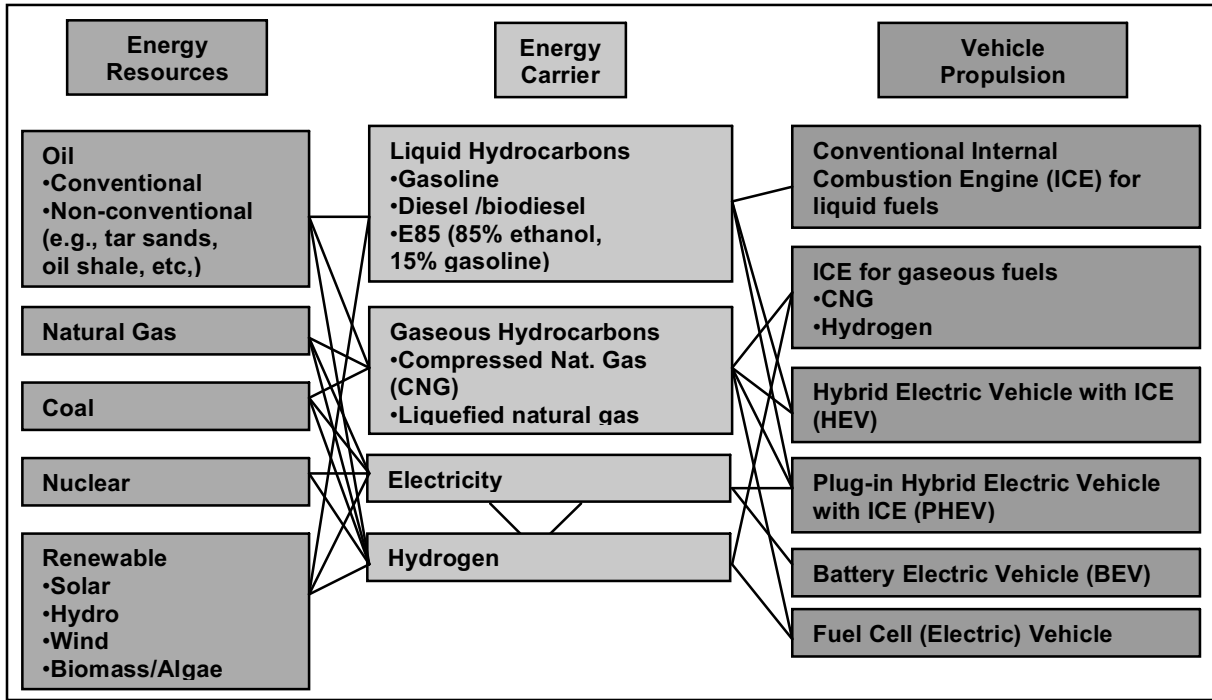 Energy
Resources
Energy
Carrier
Vehicle
Propulsion
Oil
•Conventional
•Non-conventional
(e.g., tar sands,
oil shale, etc,)
Natural Gas
Coal
Nuclear
Renewable
•Solar
•Hydro
•Wind
•Biomass/Algae
Liquid Hydrocarbons
•Gasoline
•Diesel /biodiesel
•E85 (85% ethanol,
15% gasoline)
Gaseous Hydrocarbons
•Compressed Nat. Gas
(CNG)
•Liquefied natural gas
Electricity
Hydrogen
Conventional Internal
Combustion Engine (ICE) for
liquid fuels
ICE for gaseous fuels
•CNG
•Hydrogen
Hybrid Electric Vehicle with ICE
(HEV)
Plug-in Hybrid Electric Vehicle
with ICE (PHEV)
Battery Electric Vehicle (BEV)
Fuel Cell (Electric) Vehicle